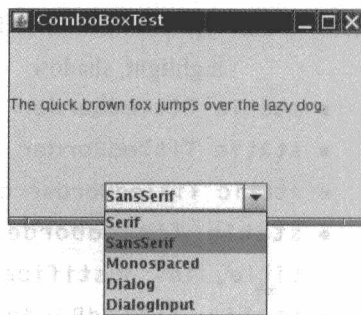 ComboBoxTest
The quick brown fox jumps over the lazy dog.
SansSerif
Serif
SansSerif
Monospaced
Dialog
DialogInput